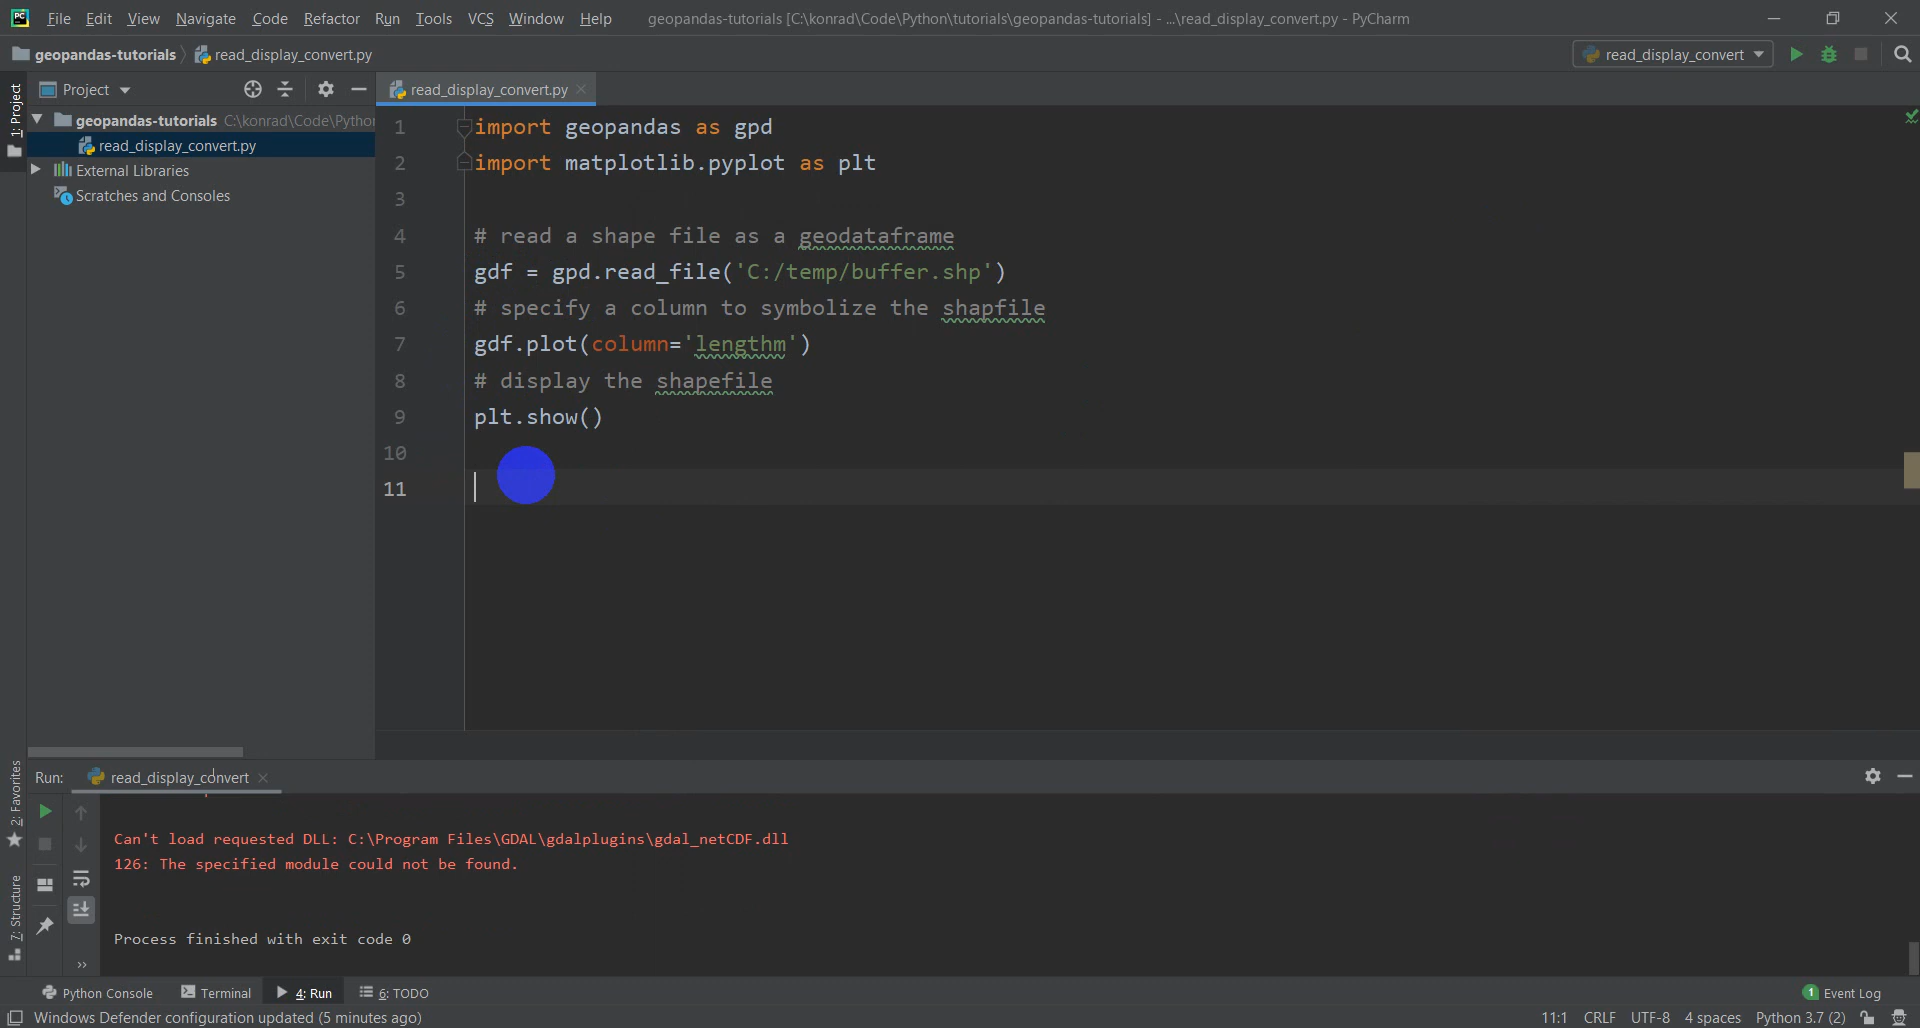 PC File Edit View Navigate Code Refactor Run Tools VCS Window Help geopandas-tutorials [C:\konrad\Code\Python\tutorials\geopandas-tutorials] - ...\read_display_convert.py - PyCharm
geopandas-tutorials read_display_convert.py read_display_convert
1: Project
Project read_display_convert.py
geopandas-tutorials C:\konrad\Code\Pytho
read_display_convert.py
External Libraries
Scratches and Consoles
1 import geopandas as gpd
2 import matplotlib.pyplot as plt
3
4 # read a shape file as a geodataframe
5 gdf = gpd.read_file('C:/temp/buffer.shp')
6 # specify a column to symbolize the shapfile
7 gdf.plot(column='lengthm')
8 # display the shapefile
9 plt.show()
10
11
2: Favorites
7: Structure
Run: read_display_convert
Can't load requested DLL: C:\Program Files\GDAL\gdalplugins\gdal_netCDF.dll
126: The specified module could not be found.
Process finished with exit code 0
Python Console Terminal 4: Run 6: TODO 1 Event Log
Windows Defender configuration updated (5 minutes ago) 11:1 CRLF UTF-8 4 spaces Python 3.7 (2)